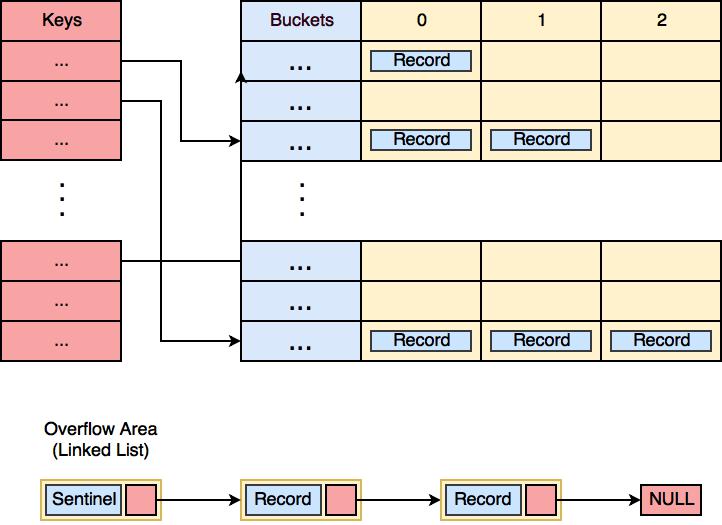 Keys Buckets 0 1 2
... ... Record
... ...
... ... Record Record
... ...
... ...
... ...
... ... Record Record Record
Overflow Area
(Linked List)
Sentinel Record Record NULL